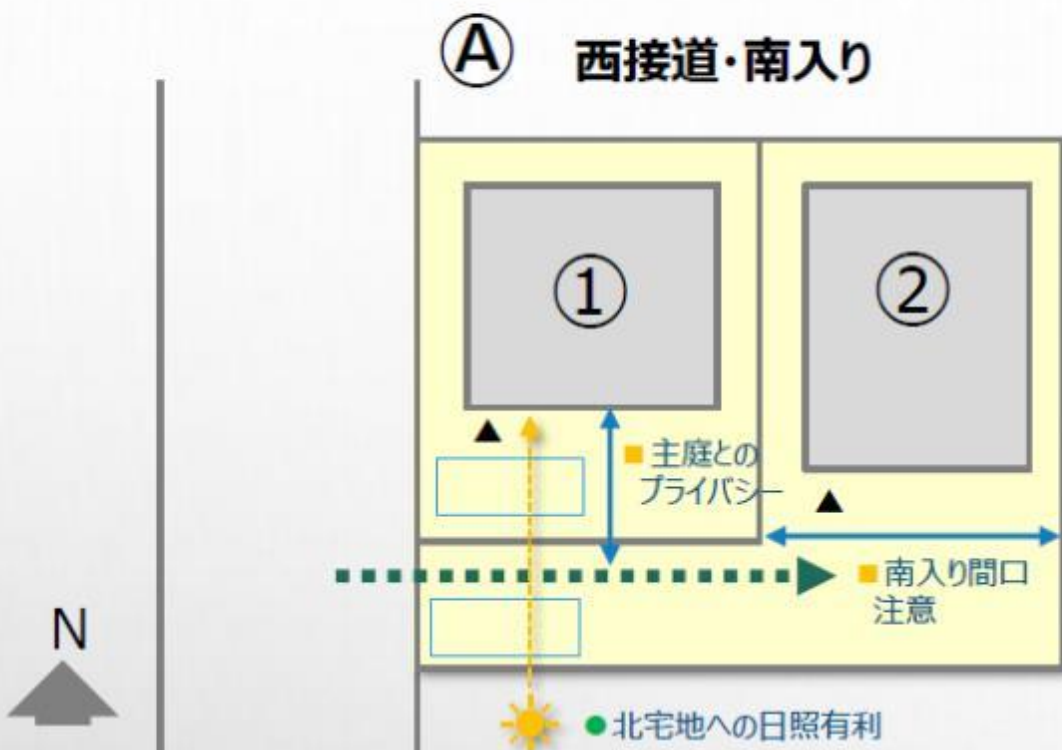 Ⓐ 西接道・南入り
①
②
▲
■主庭との
プライバシー
▲
■南入り間口
注意
N
●北宅地への日照有利